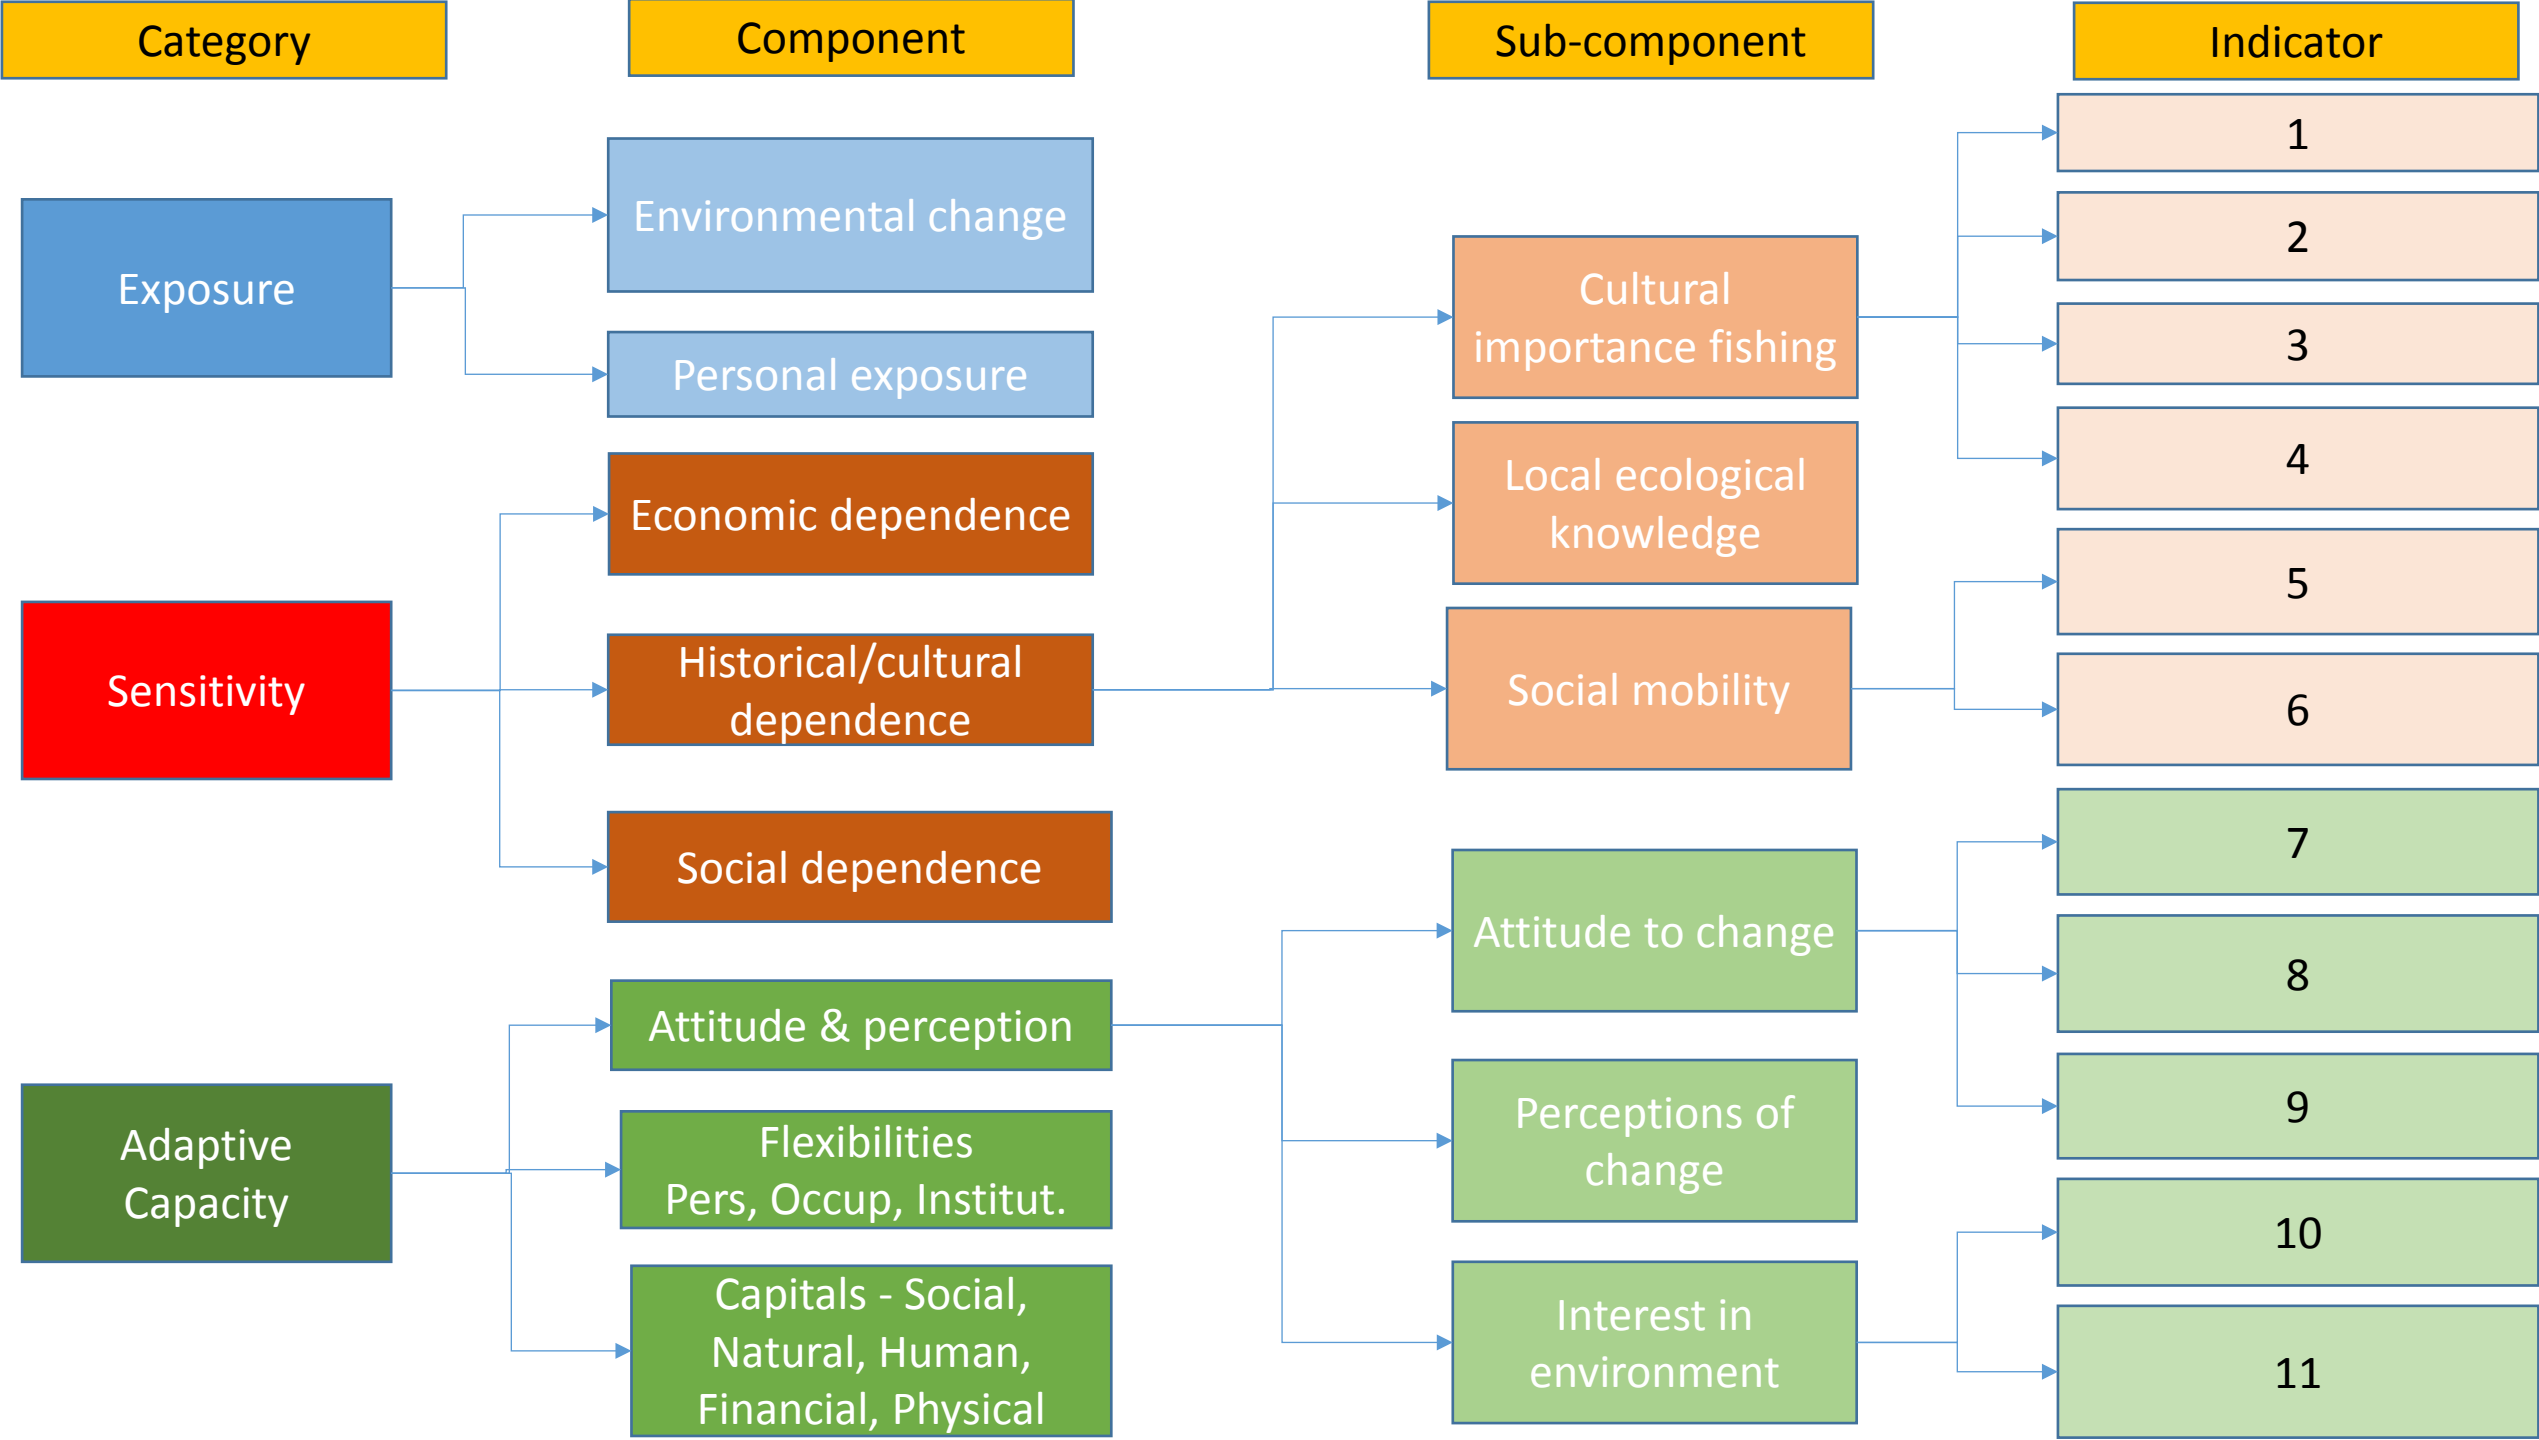 Category
Component
Sub-component
Indicator
Exposure
Environmental change
Personal exposure
Sensitivity
Economic dependence
Historical/cultural
dependence
Social dependence
Adaptive
Capacity
Attitude & perception
Flexibilities
Pers, Occup, Institut.
Capitals - Social,
Natural, Human,
Financial, Physical
Cultural
importance fishing
Local ecological
knowledge
Social mobility
Attitude to change
Perceptions of
change
Interest in
environment
1
2
3
4
5
6
7
8
9
10
11